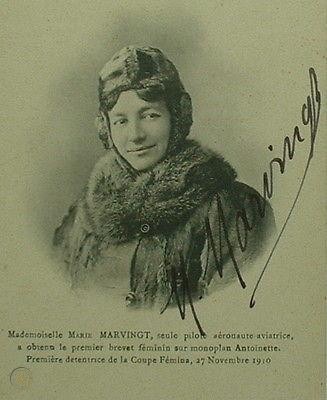 M. Marvingt
Mademoiselle MARIE MARVINGT, seule pilote aéronaute-aviatrice,
a obtenu le premier brevet féminin sur monoplan Antoinette.
Première détentrice de la Coupe Fémina, 27 Novembre 1910